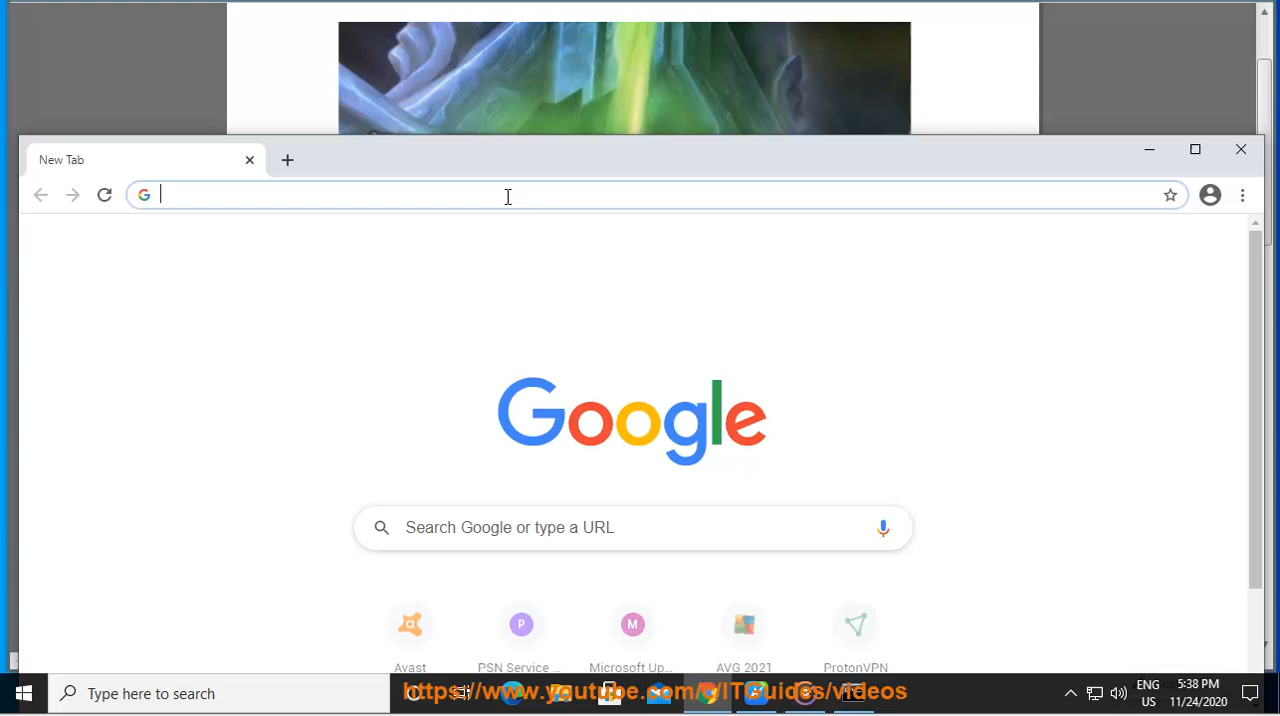 New Tab
Google
Search Google or type a URL
Avast
PSN Service ...
Microsoft Up...
AVG 2021
ProtonVPN
Type here to search
https://www.youtube.com/c/ITGuides/videos
ENG
US
5:38 PM
11/24/2020